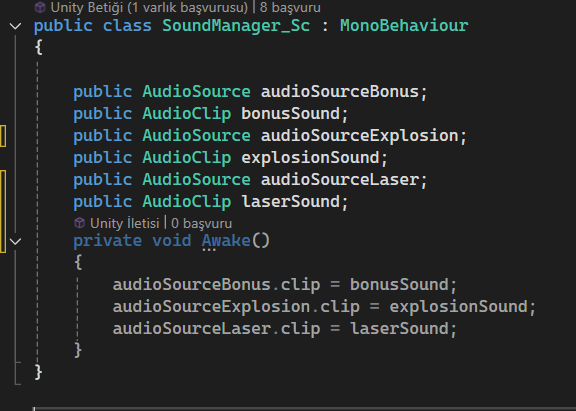 Unity Betiği (1 varlık başvurusu) | 8 başvuru
public class SoundManager_Sc : MonoBehaviour
{
public AudioSource audioSourceBonus;
public AudioClip bonusSound;
public AudioSource audioSourceExplosion;
public AudioClip explosionSound;
public AudioSource audioSourceLaser;
public AudioClip laserSound;
Unity İletisi | 0 başvuru
private void Awake()
{
audioSourceBonus.clip = bonusSound;
audioSourceExplosion.clip = explosionSound;
audioSourceLaser.clip = laserSound;
}
}